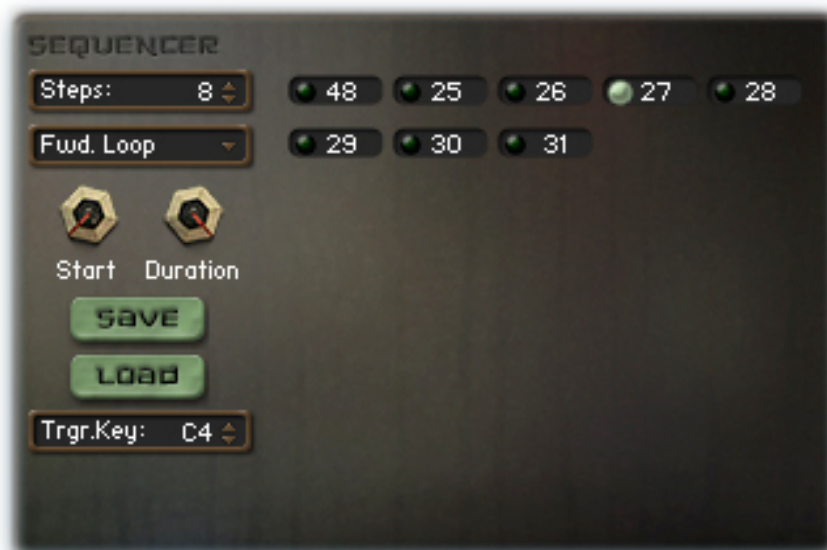 SEQUENCER
Steps: 8 48 25 26 27 28
Fwd. Loop 29 30 31
Start Duration
SAVE
LOAD
Trgr.Key: C4